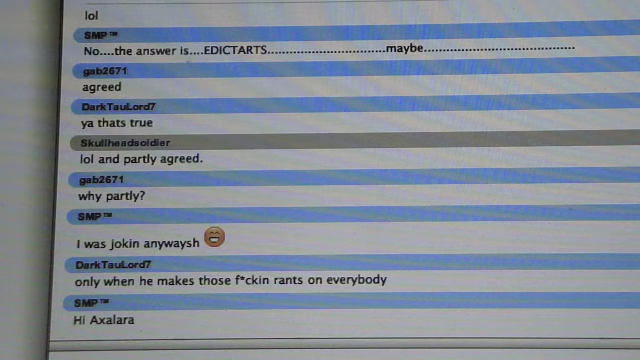 lol
SMP™
No....the answer is....EDICTARTS...................................maybe............................................
gab2671
agreed
DarkTauLord7
ya thats true
Skullheadsoldier
lol and partly agreed.
gab2671
why partly?
SMP™
I was jokin anywaysh
DarkTauLord7
only when he makes those f*ckin rants on everybody
SMP™
Hi Axalara